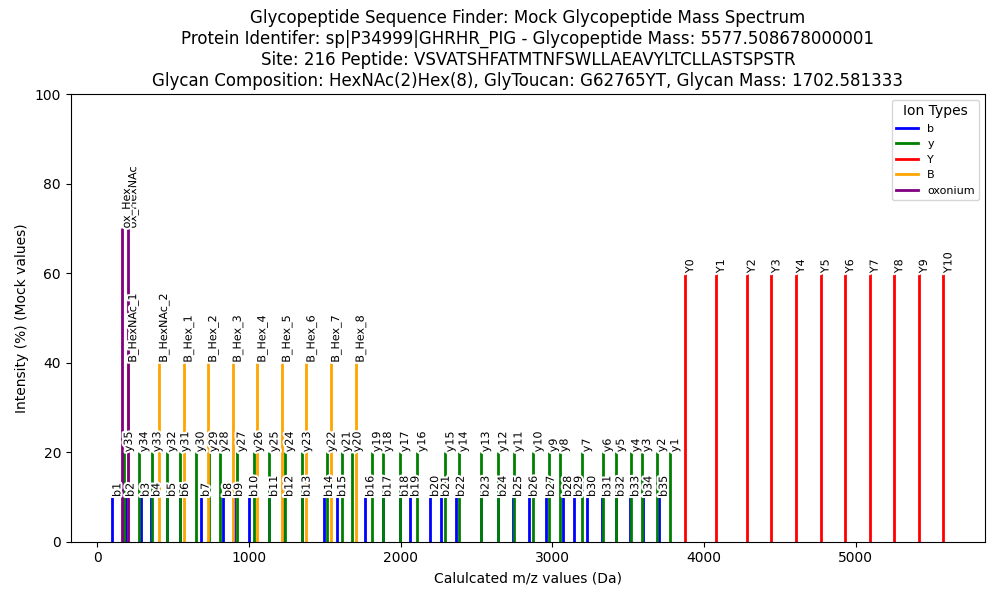 Glycopeptide Sequence Finder: Mock Glycopeptide Mass Spectrum
Protein Identifer: sp|P34999|GHRHR_PIG - Glycopeptide Mass: 5577.508678000001
Site: 216 Peptide: VSVATSHFATMTNFSWLLAEAVYLTCLLASTSPSTR
Glycan Composition: HexNAc(2)Hex(8), GlyToucan: G62765YT, Glycan Mass: 1702.581333
Intensity (%) (Mock values)
100
80
60
40
20
0
Ion Types
b
y
Y
B
oxonium
ox_Hex
ox_HexNAc
Y0
Y1
Y2
Y3
Y4
Y5
Y6
Y7
Y8
Y9
Y10
B_HexNAc_1
B_HexNAc_2
B_Hex_1
B_Hex_2
B_Hex_3
B_Hex_4
B_Hex_5
B_Hex_6
B_Hex_7
B_Hex_8
y35
y34
y33
y32
y31
y30
y29
y28
y27
y26
y25
y24
y23
y22
y21
y20
y19
y18
y17
y16
y15
y14
y13
y12
y11
y10
y9
y8
y7
y6
y5
y4
y3
y2
y1
b1
b2
b3
b4
b5
b6
b7
b8
b9
b10
b11
b12
b13
b14
b15
b16
b17
b18
b19
b20
b21
b22
b23
b24
b25
b26
b27
b28
b29
b30
b31
b32
b33
b34
b35
0
1000
2000
3000
4000
5000
Calulcated m/z values (Da)